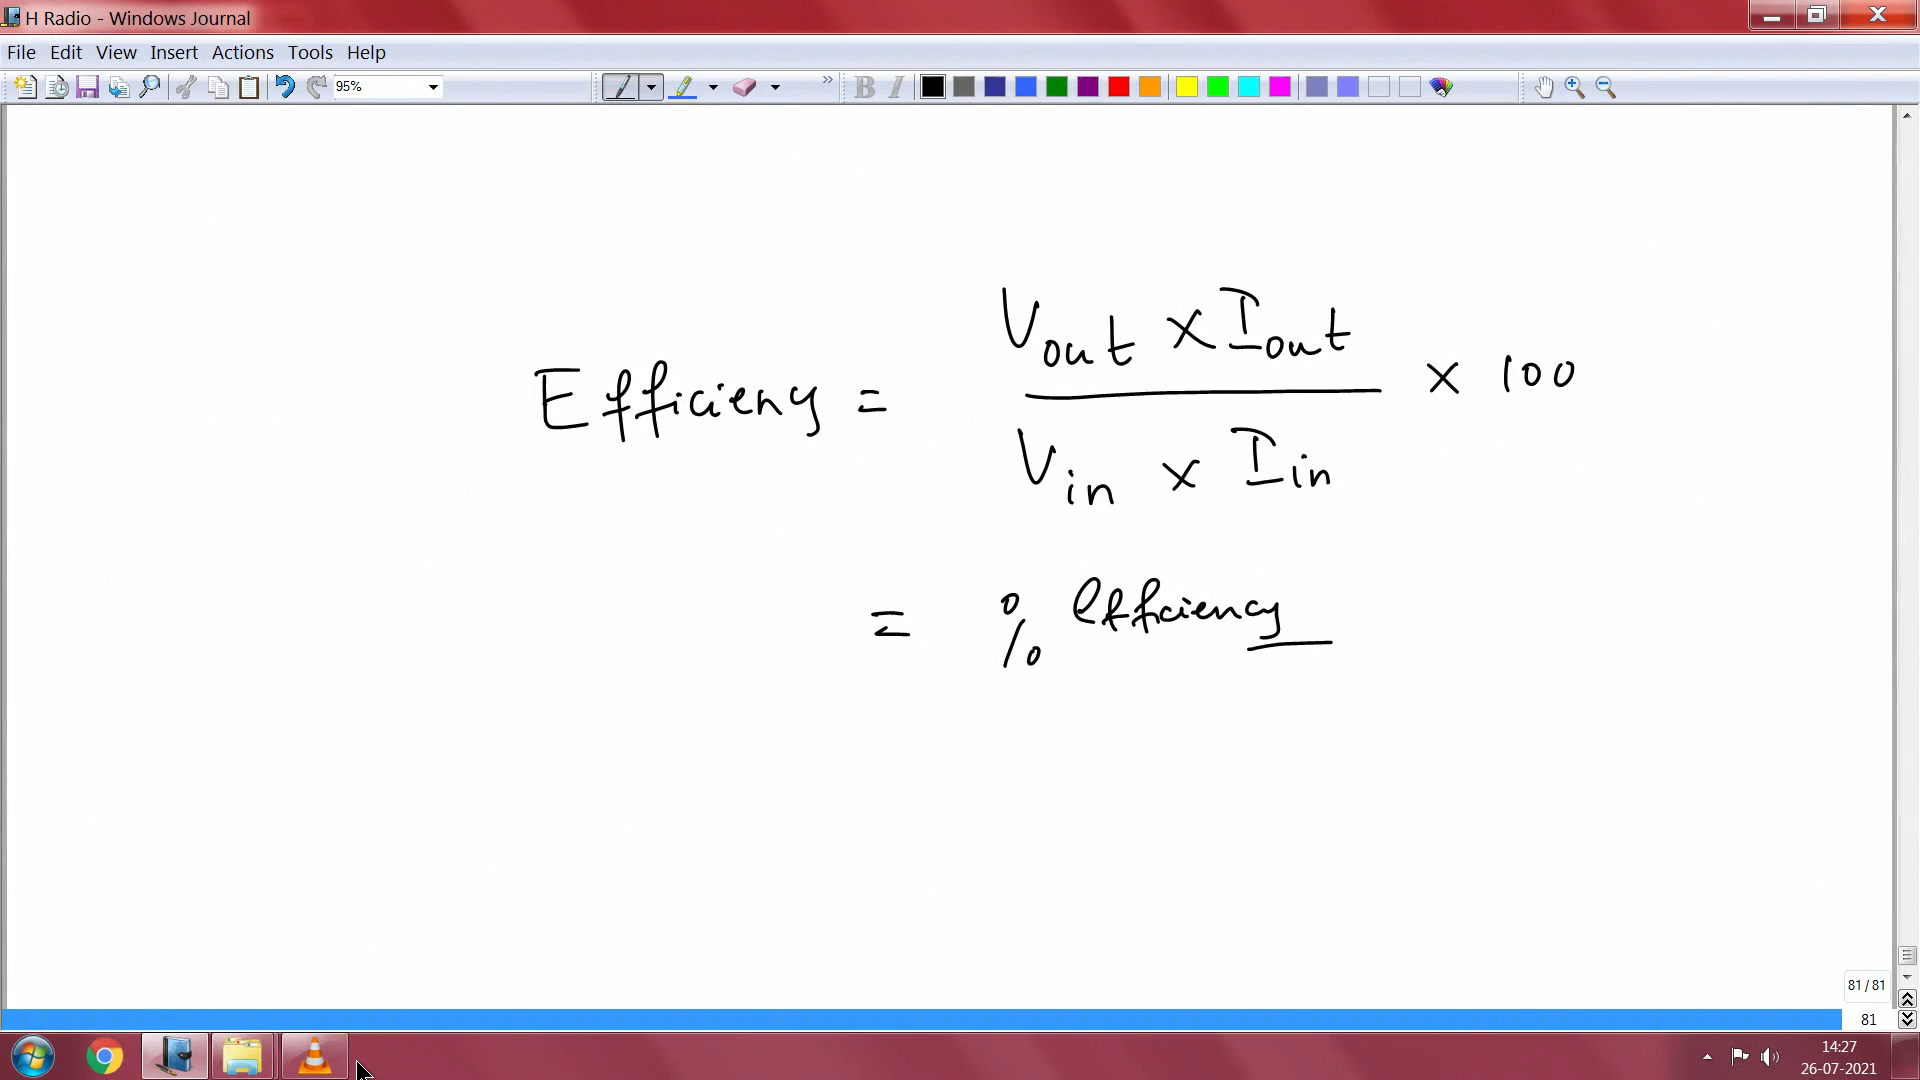 H Radio - Windows Journal
File Edit View Insert Actions Tools Help
95%
Efficieny = Vout x Iout / Vin x Iin x 100
= % efficiency
81 / 81
81
14:27
26-07-2021